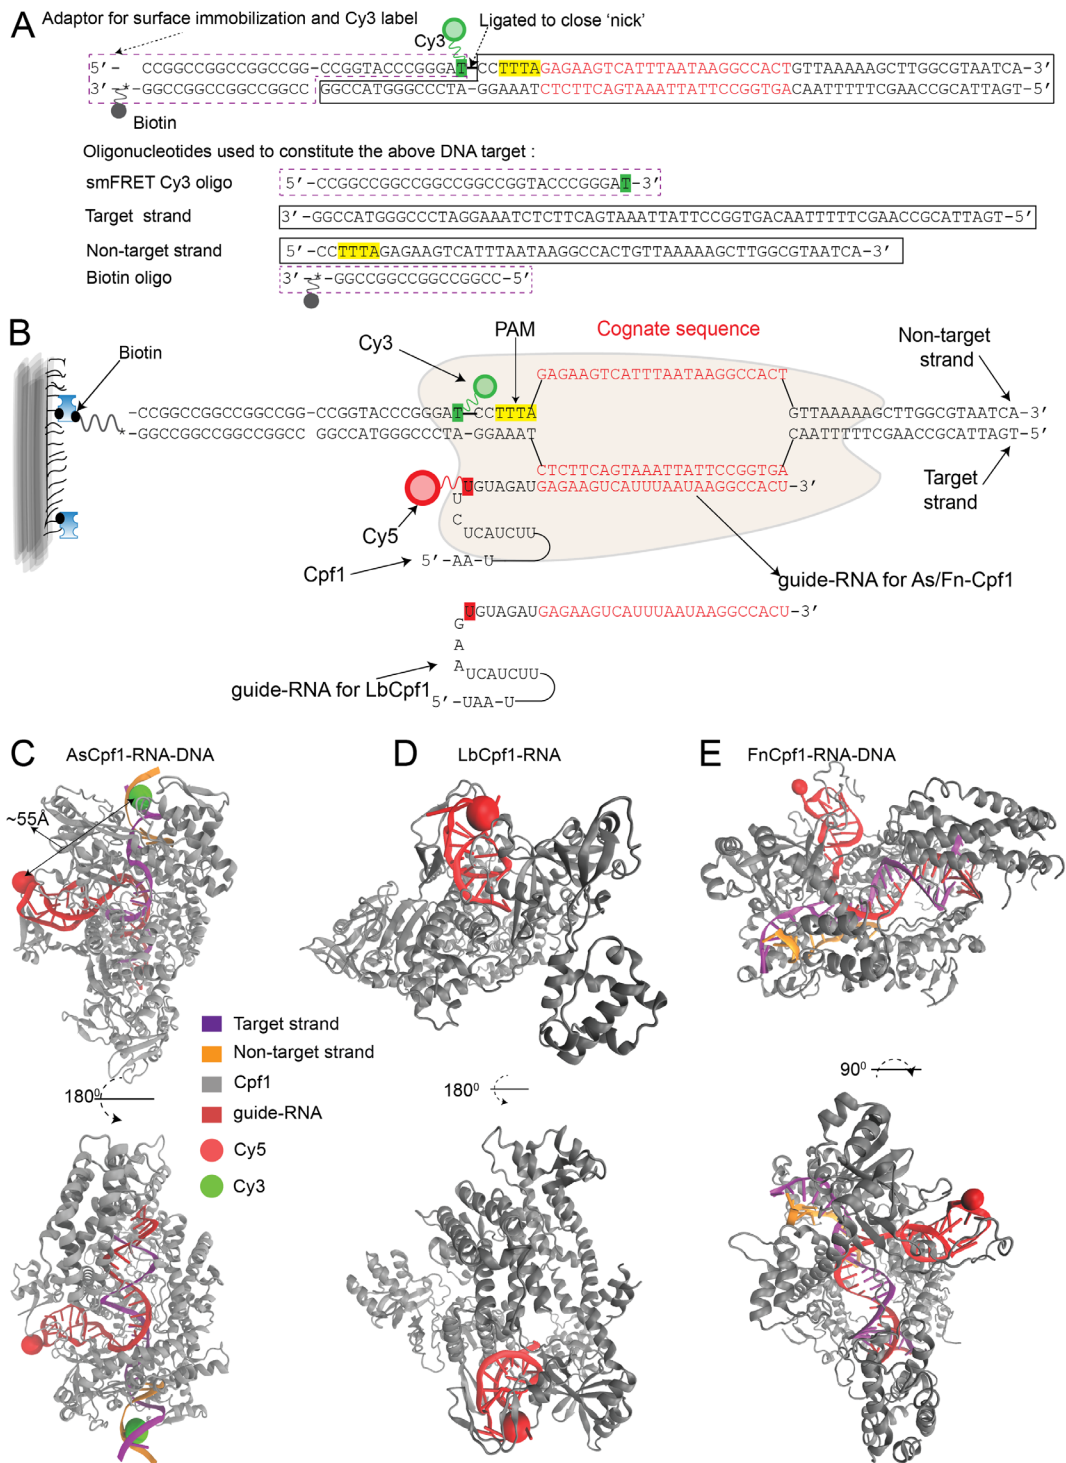 A
Adaptor for surface immobilization and Cy3 label
Ligated to close ‘nick’
Cy3
5’– CCGGCCGGCCGGCCGG-CCGGTACCCGGGAT CCTTTAGAGAAGTCATTTAATAAGGCCACTGTTAAAAAGCTTGGCGTAATCA-3’
3’– *-GGCCGGCCGGCCGGCC GGCCATGGGCCCTA-GGAAATCTCTTCAGTAAATTATTCCGGTGACAATTTTTCGAACCGCATTAGT-5’
Biotin
Oligonucleotides used to constitute the above DNA target :
smFRET Cy3 oligo
5’-CCGGCCGGCCGGCCGGCCGGTACCCGGGAT-3’
Target strand
3’-GGCCATGGGCCCTAGGAAATCTCTTCAGTAAATTATTCCGGTGACAATTTTTCGAACCGCATTAGT-5’
Non-target strand
5’-CCTTTAGAGAAGTCATTTAATAAGGCCACTGTTAAAAAGCTTGGCGTAATCA-3’
Biotin oligo
3’-*-GGCCGGCCGGCCGGCC-5’
B
Biotin
Cy3
PAM
Cognate sequence
Non-target
strand
GAGAAGTCATTTAATAAGGCCACT
-CCGGCCGGCCGGCCGG-CCGGTACCCGGGAT-CCTTTA
GTTAAAAAGCTTGGCGTAATCA-3’
*-GGCCGGCCGGCCGGCC GGCCATGGGCCCTA-GGAAAT
CAATTTTTCGAACCGCATTAGT-5’
CTCTTCAGTAAATTATTCCGGTGA
Target
strand
UGUAGAUGAGAAGUCAUUUAAUAAGGCCACU-3’
U
C
UCAUCUU
5’-AA-U
Cy5
Cpf1
guide-RNA for As/Fn-Cpf1
UGUAGAUGAGAAGUCAUUUAAUAAGGCCACU-3’
G
A
A
UCAUCUU
5’-UAA-U
guide-RNA for LbCpf1
C
AsCpf1-RNA-DNA
D
LbCpf1-RNA
E
FnCpf1-RNA-DNA
~55Å
Target strand
Non-target strand
Cpf1
guide-RNA
Cy5
Cy3
180⁰
180⁰
90⁰